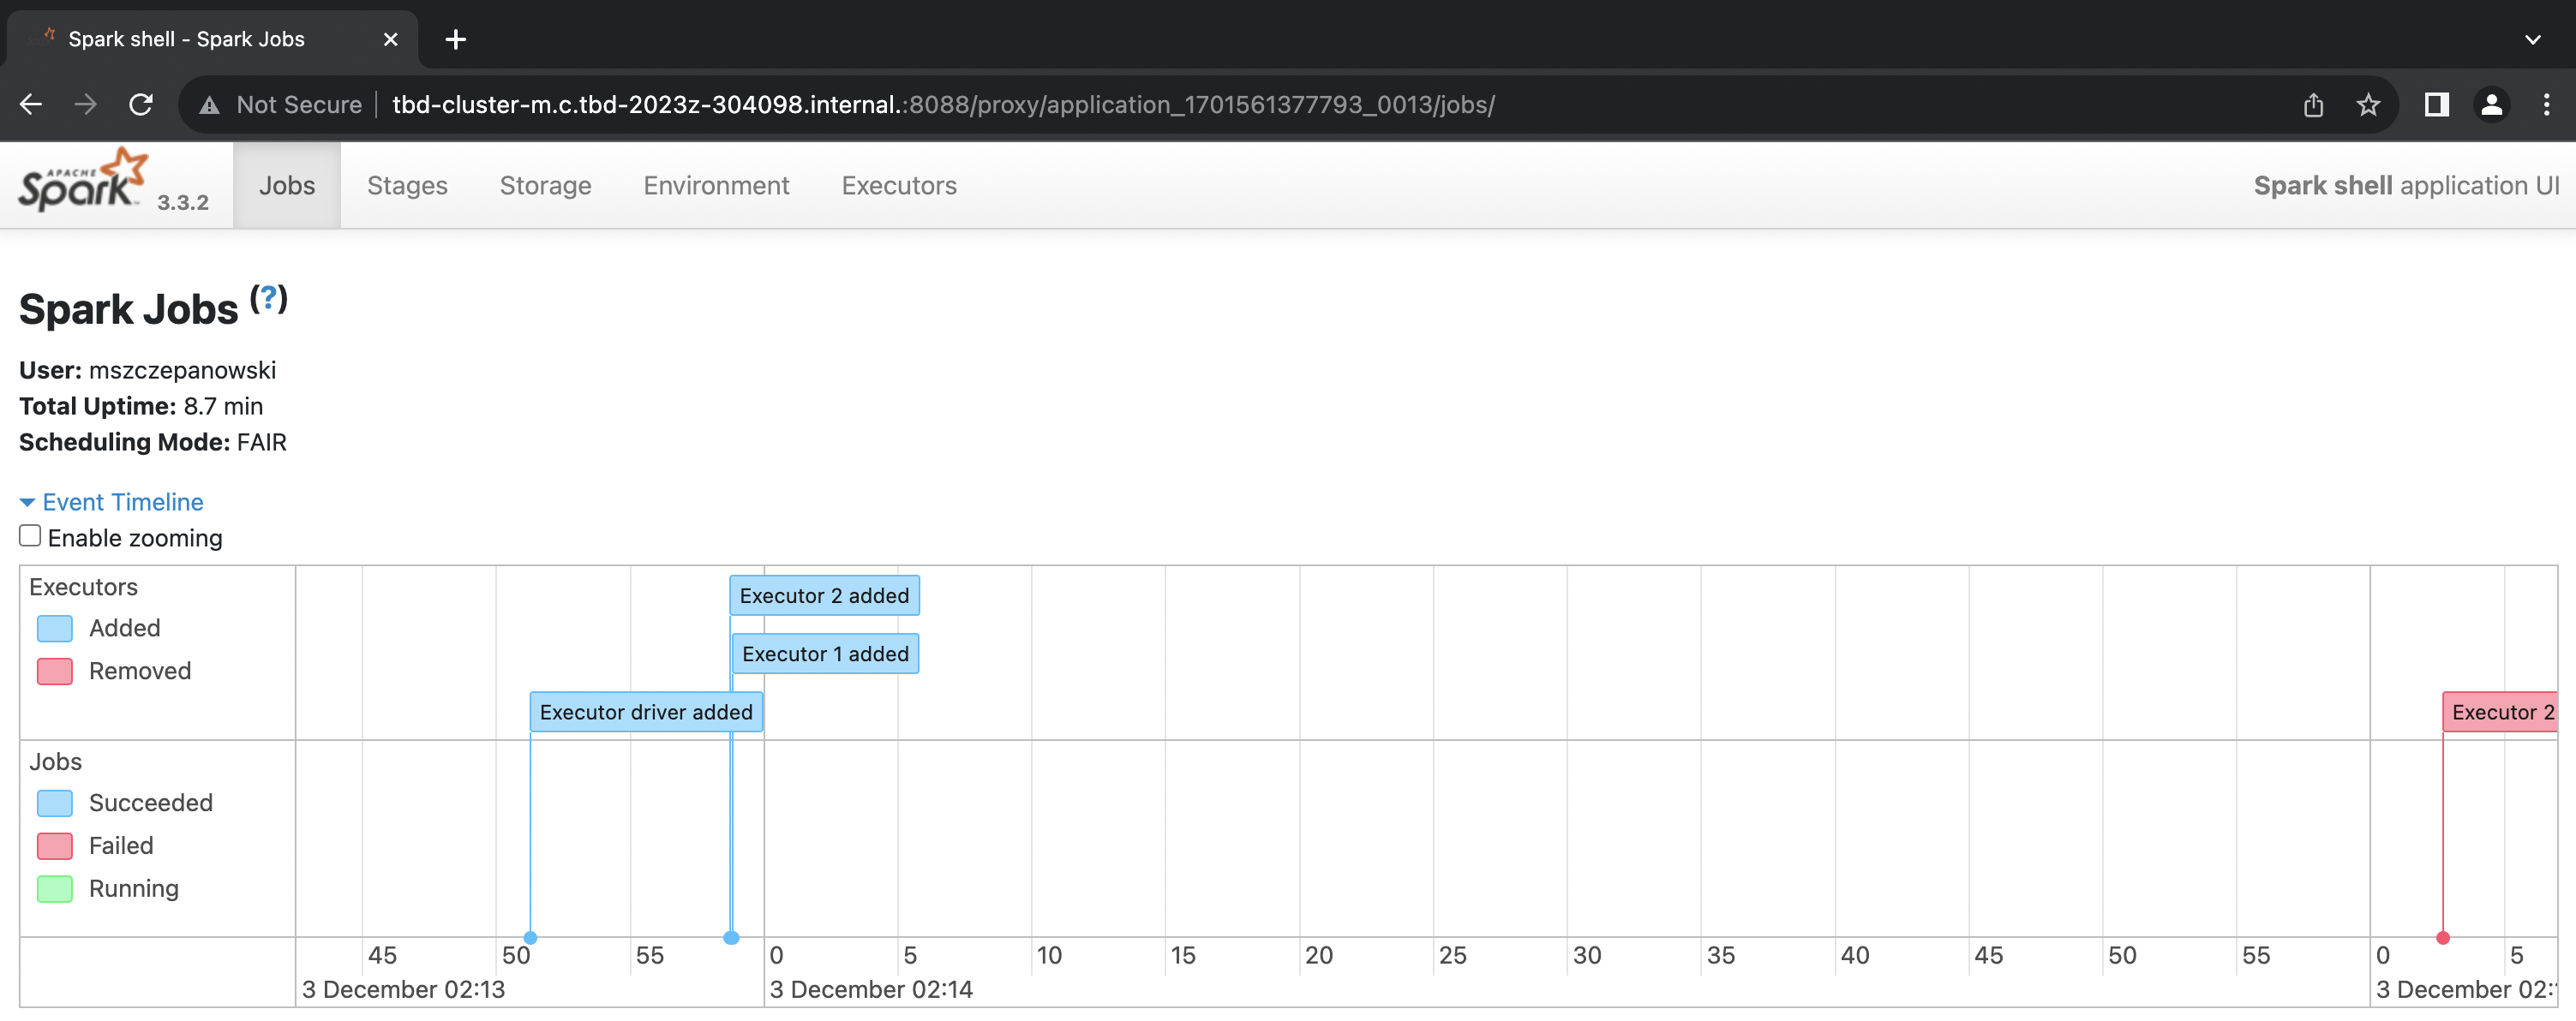 Spark shell - Spark Jobs
Not Secure tbd-cluster-m.c.tbd-2023z-304098.internal.:8088/proxy/application_1701561377793_0013/jobs/
APACHE Spark 3.3.2 Jobs Stages Storage Environment Executors Spark shell application UI
Spark Jobs (?)
User: mszczepanowski
Total Uptime: 8.7 min
Scheduling Mode: FAIR
Event Timeline
Enable zooming
Executors
Added
Removed
Executor 2 added
Executor 1 added
Executor driver added
Executor 2
Jobs
Succeeded
Failed
Running
45 50 55 0 5 10 15 20 25 30 35 40 45 50 55 0 5
3 December 02:13 3 December 02:14 3 December 02: